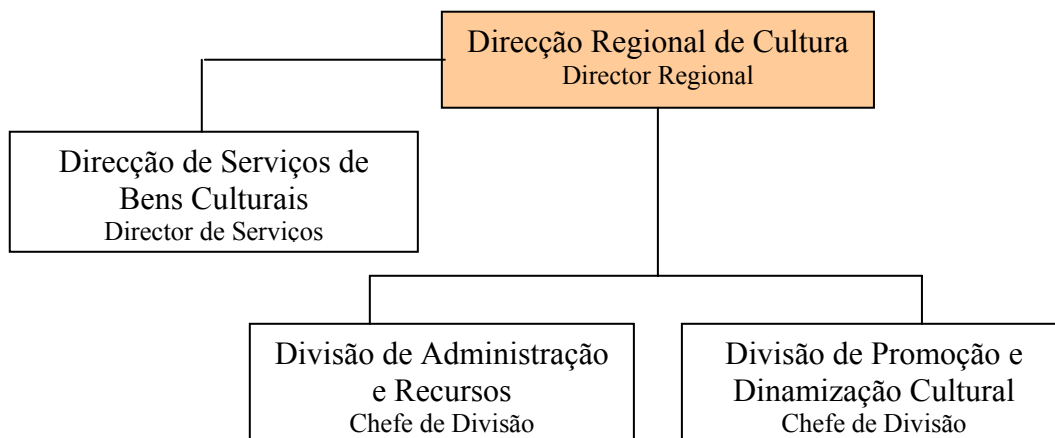 Direcção Regional de Cultura
Director Regional
Direcção de Serviços de
Bens Culturais
Director de Serviços
Divisão de Administração
e Recursos
Chefe de Divisão
Divisão de Promoção e
Dinamização Cultural
Chefe de Divisão